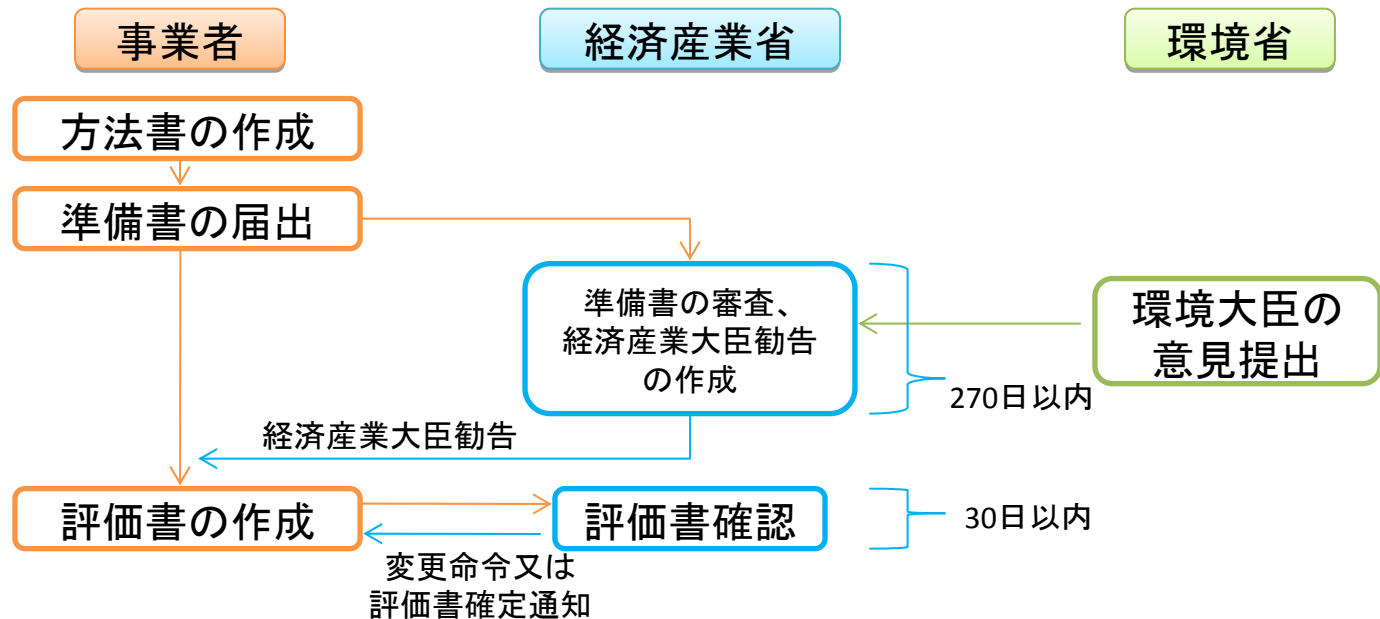 事業者
経済産業省
環境省
方法書の作成
準備書の届出
準備書の審査、
経済産業大臣勧告
の作成
環境大臣の
意見提出
270日以内
経済産業大臣勧告
評価書の作成
評価書確認
30日以内
変更命令又は
評価書確定通知